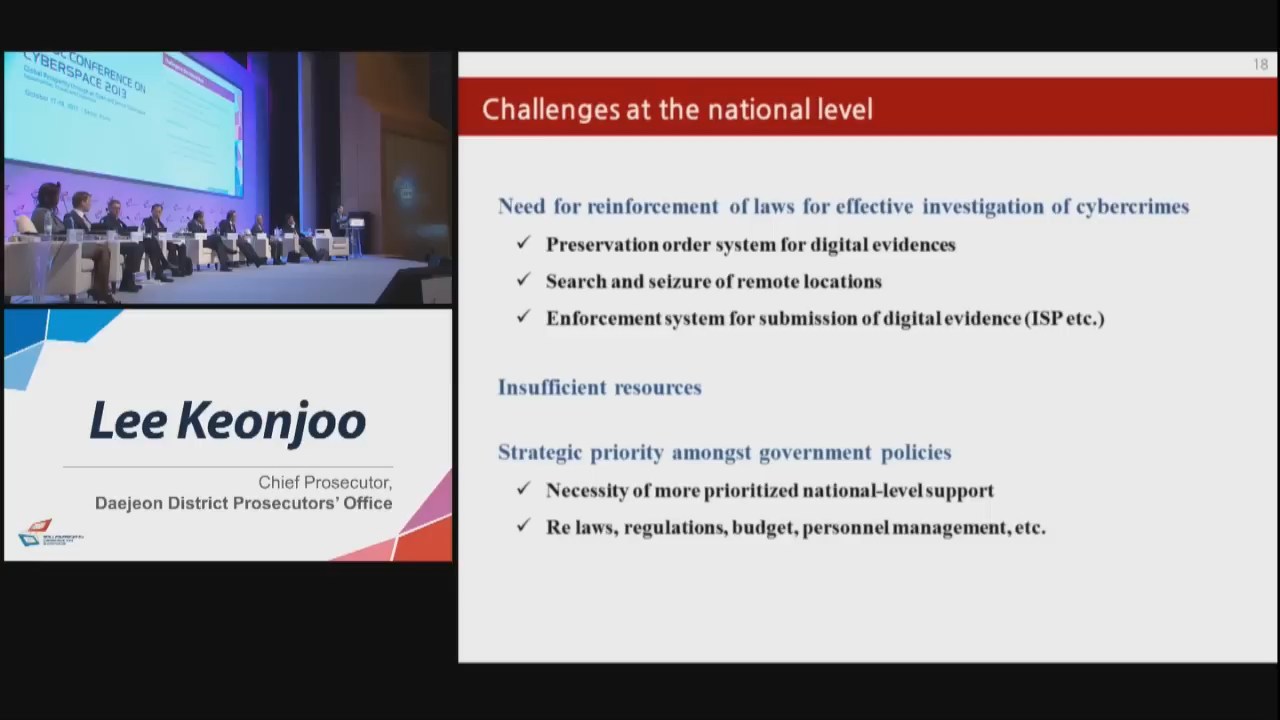 CONFERENCE ON
CYBERSPACE 2013
18
Challenges at the national level
Need for reinforcement of laws for effective investigation of cybercrimes
✓ Preservation order system for digital evidences
✓ Search and seizure of remote locations
✓ Enforcement system for submission of digital evidence (ISP etc.)
Insufficient resources
Strategic priority amongst government policies
✓ Necessity of more prioritized national-level support
✓ Re laws, regulations, budget, personnel management, etc.
Lee Keonjoo
Chief Prosecutor,
Daejeon District Prosecutors' Office